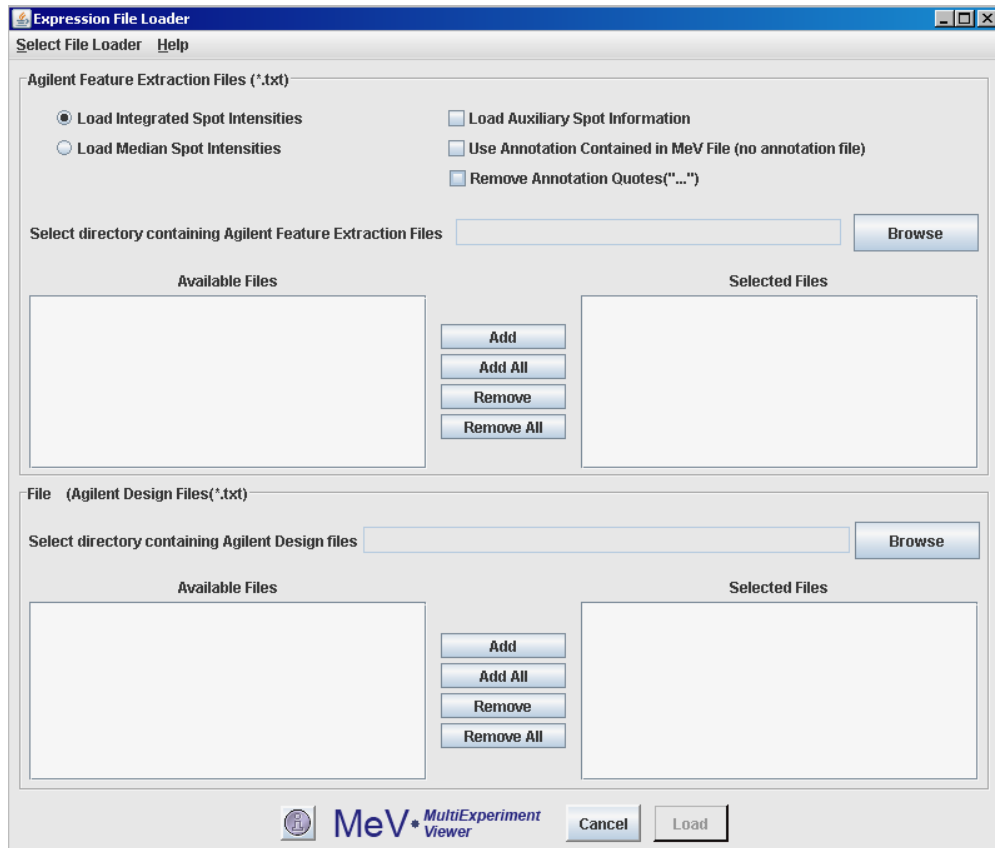 Expression File Loader
Select File Loader Help
Agilent Feature Extraction Files (*.txt)
Load Integrated Spot Intensities
Load Auxiliary Spot Information
Load Median Spot Intensities
Use Annotation Contained in MeV File (no annotation file)
Remove Annotation Quotes("...")
Select directory containing Agilent Feature Extraction Files
Browse
Available Files
Selected Files
Add
Add All
Remove
Remove All
File (Agilent Design Files(*.txt)
Select directory containing Agilent Design files
Browse
Available Files
Selected Files
Add
Add All
Remove
Remove All
MeV MultiExperiment
Viewer
Cancel
Load